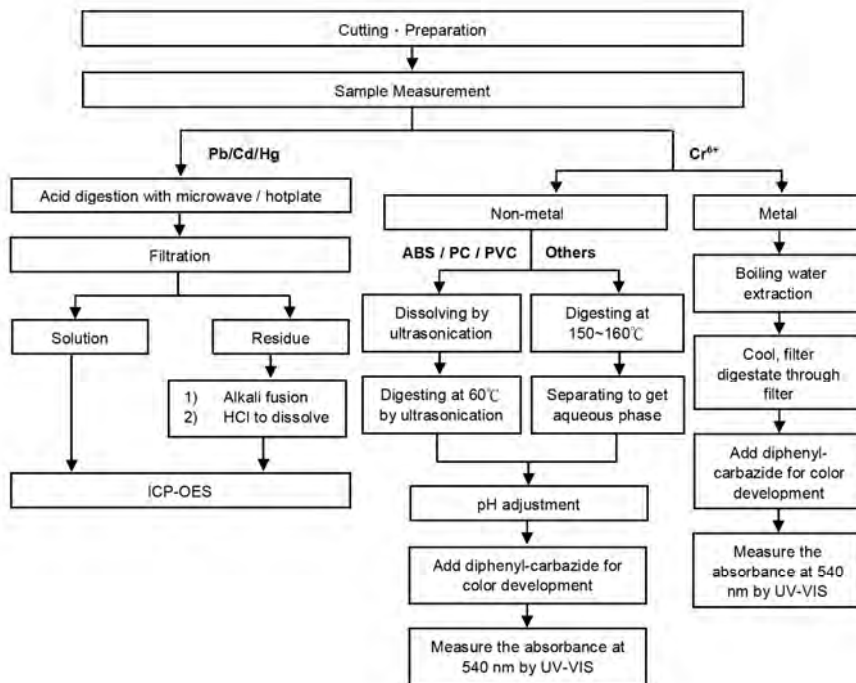 Cutting・Preparation
Sample Measurement
Pb/Cd/Hg
Cr⁶⁺
Acid digestion with microwave / hotplate
Non-metal
Metal
Filtration
ABS / PC / PVC
Others
Boiling water
extraction
Solution
Residue
Dissolving by
ultrasonication
Digesting at
150~160℃
Cool, filter
digestate through
filter
1) Alkali fusion
2) HCl to dissolve
Digesting at 60℃
by ultrasonication
Separating to get
aqueous phase
Add diphenyl-
carbazide for color
development
ICP-OES
pH adjustment
Measure the
absorbance at 540
nm by UV-VIS
Add diphenyl-carbazide for
color development
Measure the absorbance at
540 nm by UV-VIS